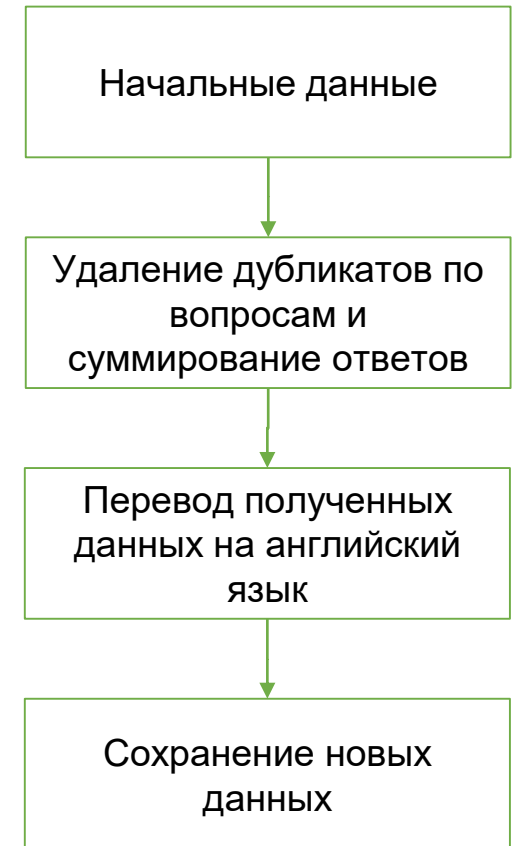 Начальные данные
Удаление дубликатов по
вопросам и
суммирование ответов
Перевод полученных
данных на английский
язык
Сохранение новых
данных